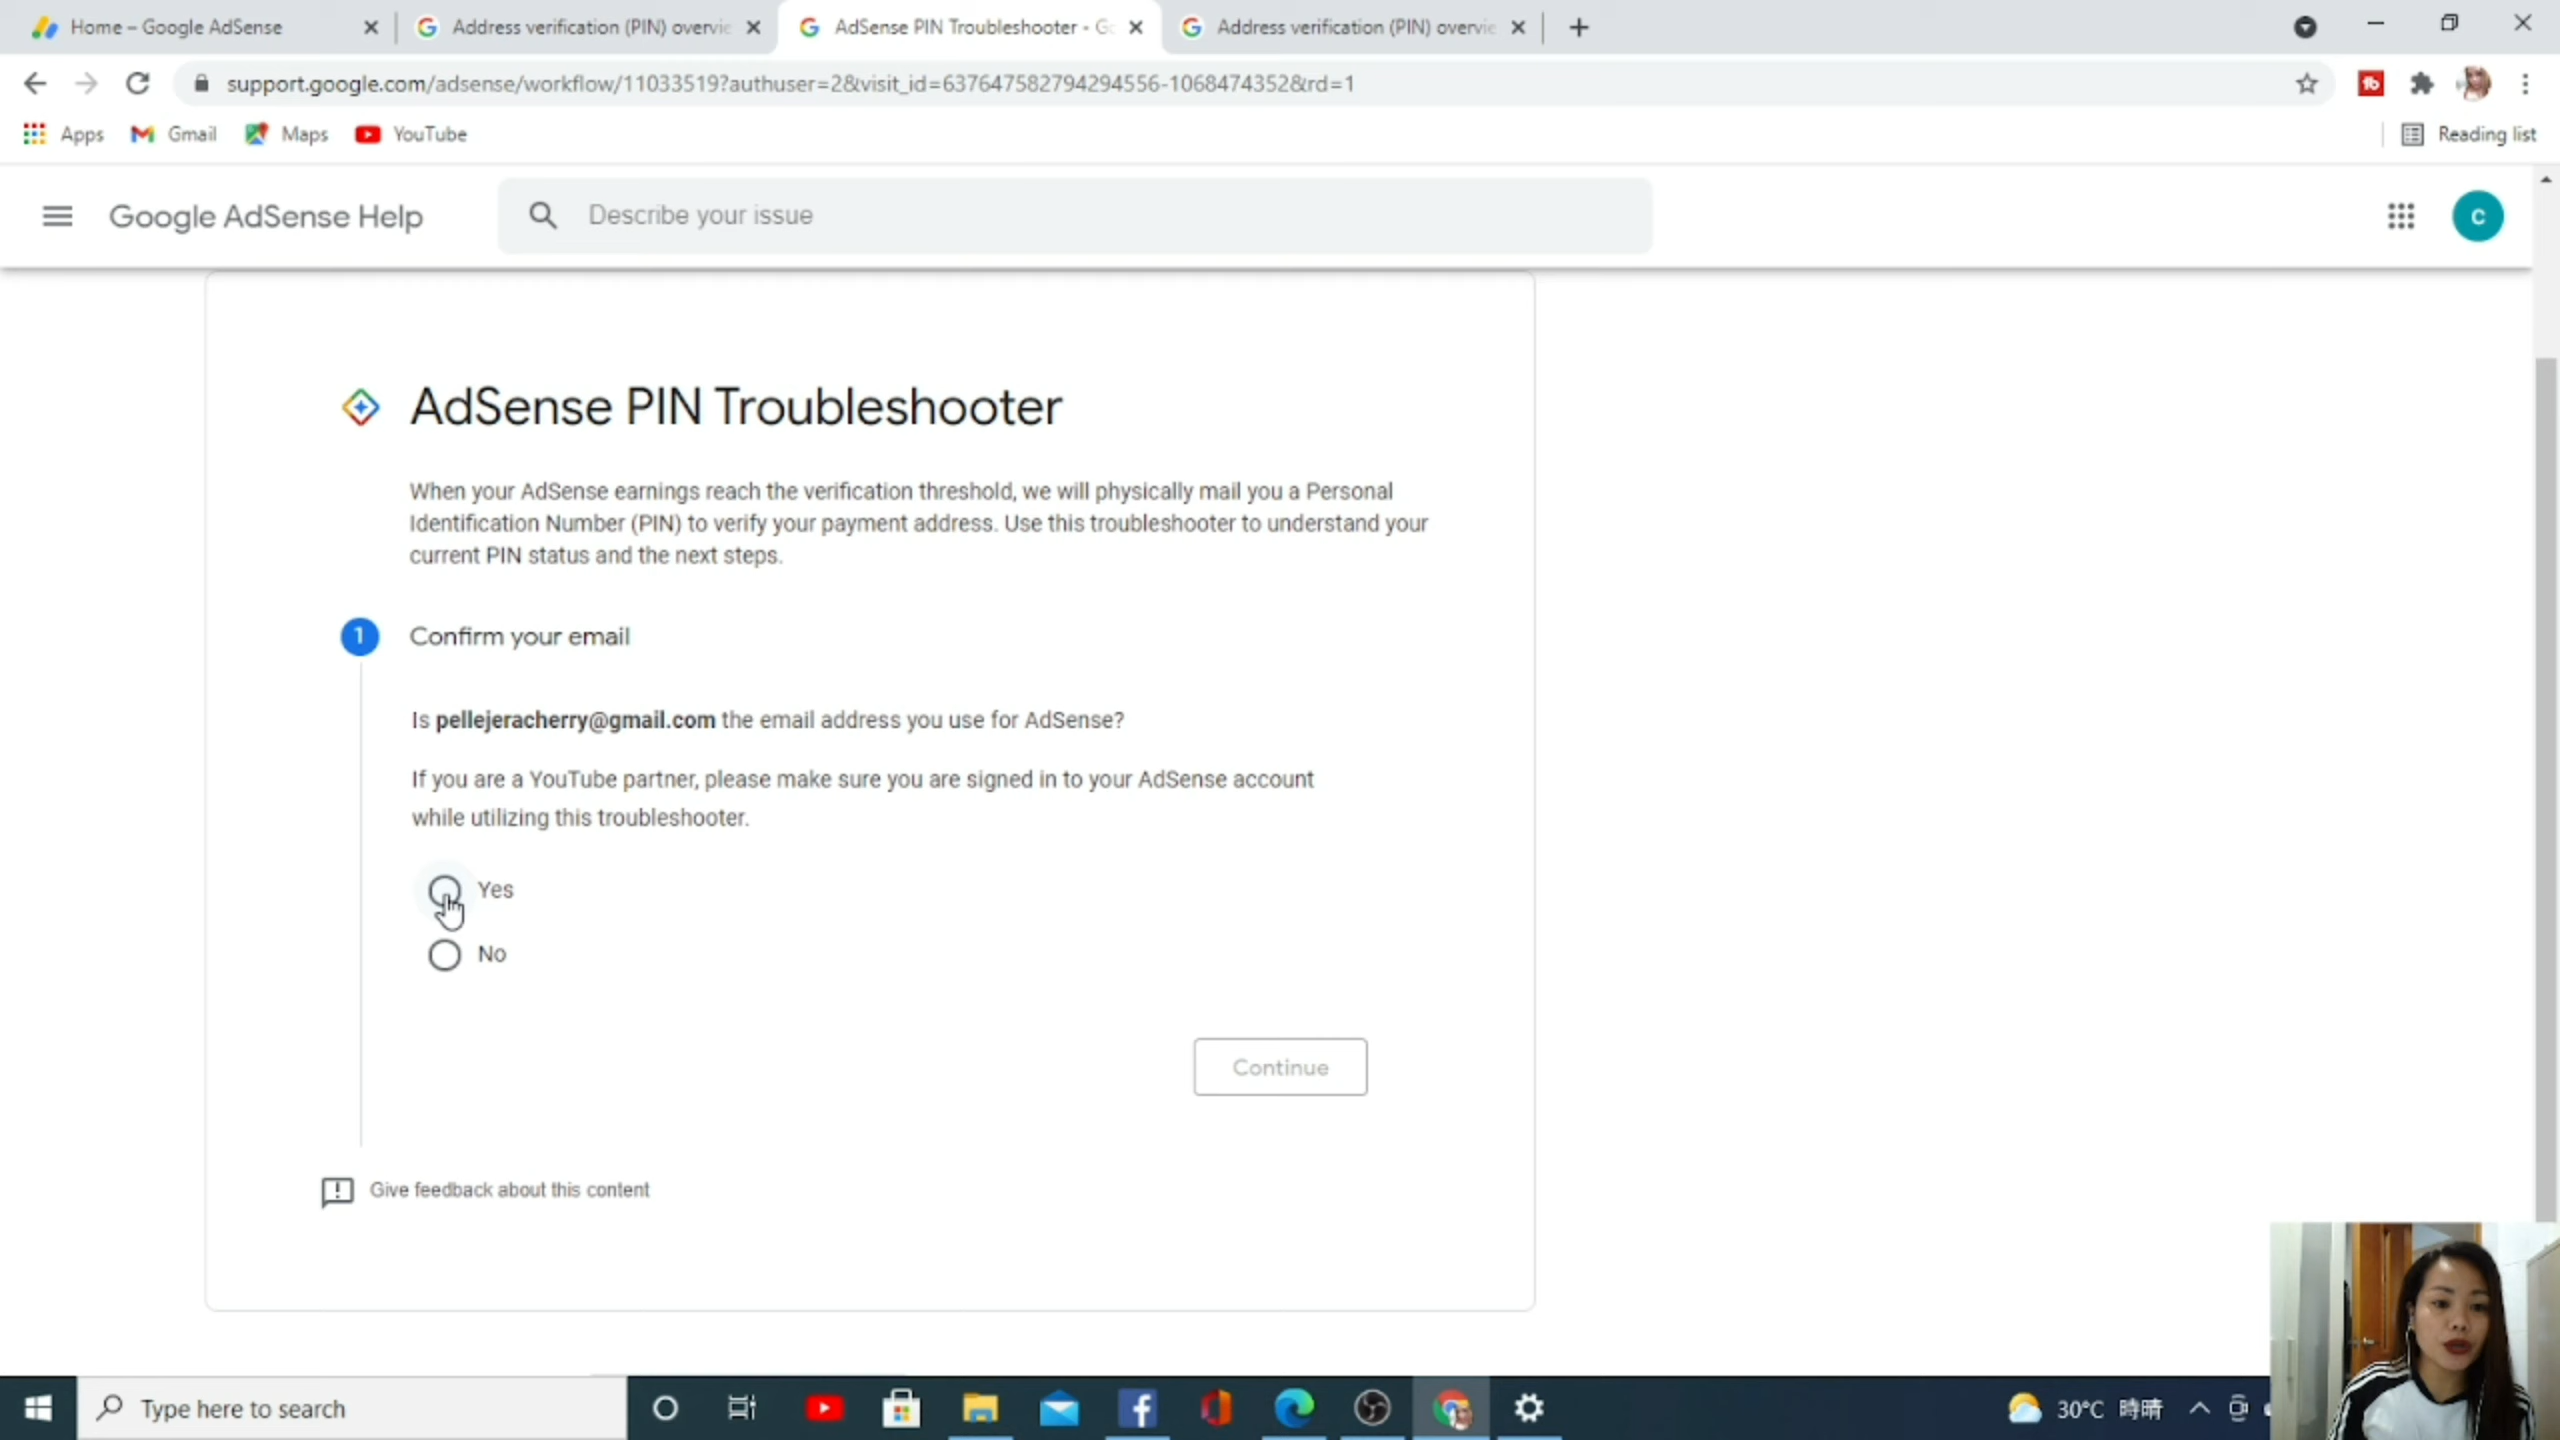 Home – Google AdSense
Address verification (PIN) overvie
AdSense PIN Troubleshooter - Go
Address verification (PIN) overvie
support.google.com/adsense/workflow/11033519?authuser=2&visit_id=637647582794294556-1068474352&rd=1
Apps
Gmail
Maps
YouTube
Reading list
Google AdSense Help
Describe your issue
C
AdSense PIN Troubleshooter
When your AdSense earnings reach the verification threshold, we will physically mail you a Personal
Identification Number (PIN) to verify your payment address. Use this troubleshooter to understand your
current PIN status and the next steps.
1
Confirm your email
Is pellejeracherry@gmail.com the email address you use for AdSense?
If you are a YouTube partner, please make sure you are signed in to your AdSense account
while utilizing this troubleshooter.
Yes
No
Continue
Give feedback about this content
Type here to search
30°C 時晴